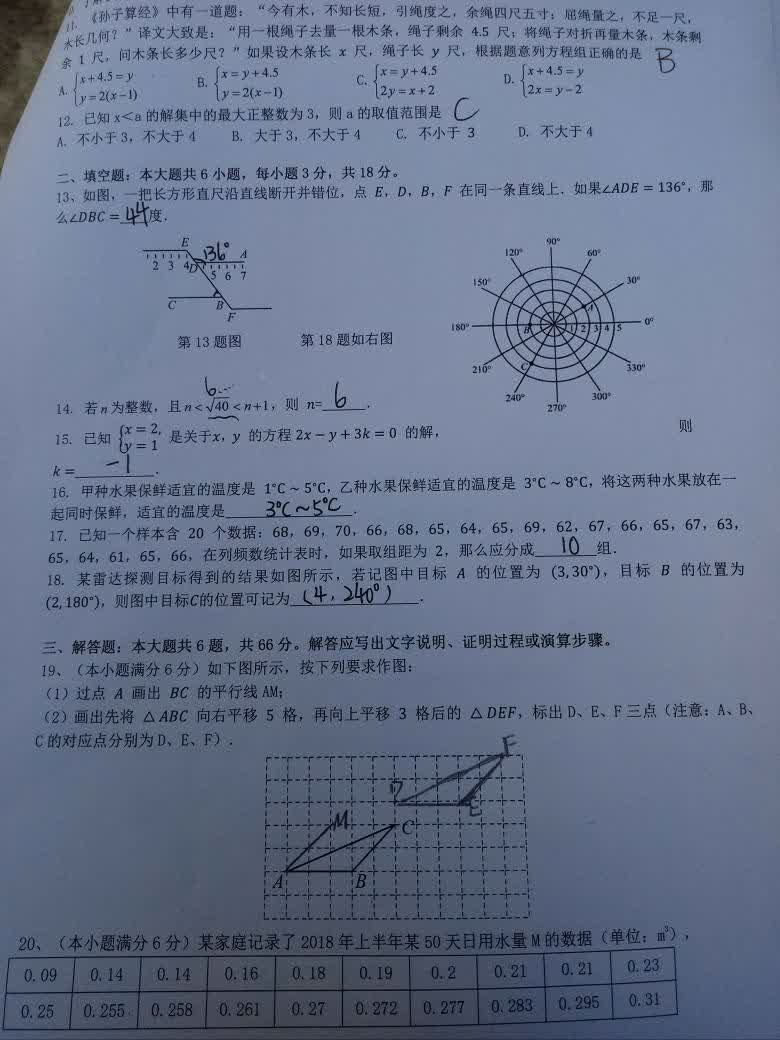 11. 《孙子算经》中有一道题：“今有木，不知长短，引绳度之，余绳四尺五寸；屈绳量之，不足一尺，
木长几何？”译文大致是：“用一根绳子去量一根木条，绳子剩余 4.5 尺；将绳子对折再量木条，木条剩
余 1 尺，问木条长多少尺？”如果设木条长 x 尺，绳子长 y 尺，根据题意列方程组正确的是 B
A. {x+4.5=y y=2(x−1) B. {x=y+4.5 y=2(x−1) C. {x=y+4.5 2y=x+2 D. {x+4.5=y 2x=y−2
12. 已知 x＜a 的解集中的最大正整数为 3，则 a 的取值范围是 C
A. 不小于 3，不大于 4 B. 大于 3，不大于 4 C. 不小于 3 D. 不大于 4
二、填空题：本大题共 6 小题，每小题 3 分，共 18 分。
13、如图，一把长方形直尺沿直线断开并错位，点 E，D，B，F 在同一条直线上．如果∠ADE = 136°，那
么∠DBC = 44 度．
E 136° A
2 3 4 D 5 6 7
C B
F
90°
120° 60°
150° 30°
A
180° B 1 2 3 4 5 0°
C
210° 330°
240° 300°
270°
第 13 题图 第 18 题如右图
6...
14. 若 n 为整数，且 n<√40<n+1，则 n= 6 ．
15. 已知 {x = 2, y = 1 是关于x，y 的方程 2x − y + 3k = 0 的解， 则
k = −1 ．
16. 甲种水果保鲜适宜的温度是 1℃～5℃，乙种水果保鲜适宜的温度是 3℃～8℃，将这两种水果放在一
起同时保鲜，适宜的温度是 3℃～5℃ ．
17. 已知一个样本含 20 个数据：68，69，70，66，68，65，64，65，69，62，67，66，65，67，63，
65，64，61，65，66，在列频数统计表时，如果取组距为 2，那么应分成 10 组．
18. 某雷达探测目标得到的结果如图所示，若记图中目标 A 的位置为 (3,30°)，目标 B 的位置为
(2,180°)，则图中目标C的位置可记为 (4, 240°) ．
三、解答题：本大题共 6 题，共 66 分。解答应写出文字说明、证明过程或演算步骤。
19、（本小题满分 6 分）如下图所示，按下列要求作图：
（1）过点 A 画出 BC 的平行线 AM；
（2）画出先将 △ABC 向右平移 5 格，再向上平移 3 格后的 △DEF，标出 D、E、F 三点（注意：A、B、
C 的对应点分别为 D、E、F）．
F
D E
M C
A B
20、（本小题满分 6 分）某家庭记录了 2018 年上半年某 50 天日用水量 M 的数据（单位：m³），
0.09 0.14 0.14 0.16 0.18 0.19 0.2 0.21 0.21 0.23
0.25 0.255 0.258 0.261 0.27 0.272 0.277 0.283 0.295 0.31